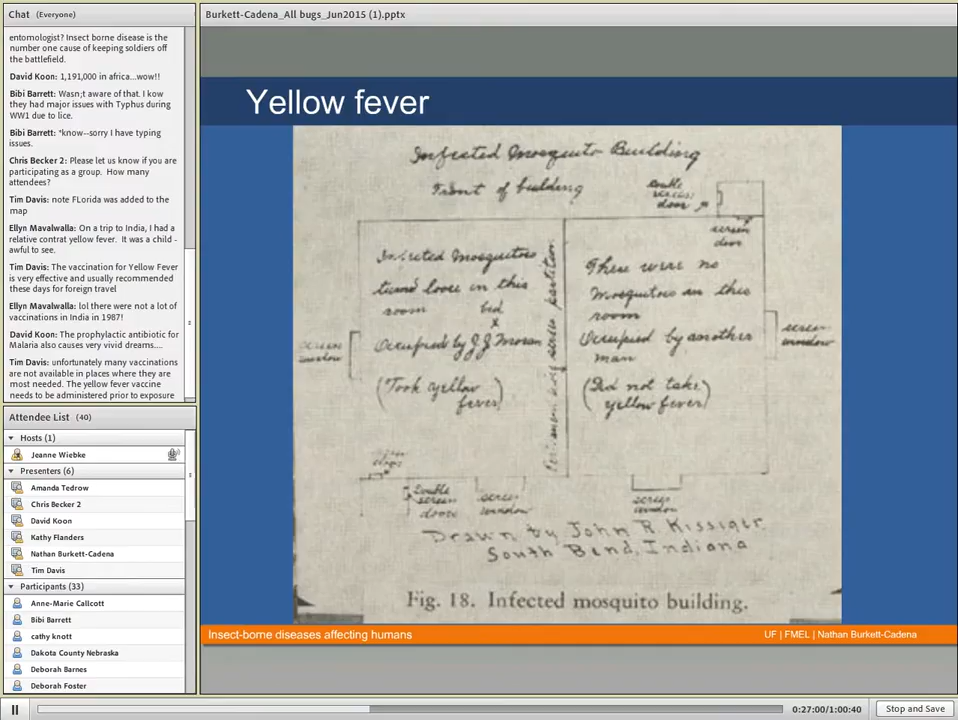 Chat (Everyone)
entomologist? Insect borne disease is the
number one cause of keeping soldiers off
the battlefield.
David Koon: 1,191,000 in africa...wow!!
Bibi Barrett: Wasn;t aware of that. I kow
they had major issues with Typhus during
WW1 due to lice.
Bibi Barrett: *know--sorry I have typing
issues.
Chris Becker 2: Please let us know if you are
participating as a group. How many
attendees?
Tim Davis: note FLorida was added to the
map
Ellyn Mavalwalla: On a trip to India, I had a
relative contrat yellow fever. It was a child -
awful to see.
Tim Davis: The vaccination for Yellow Fever
is very effective and usually recommended
these days for foreign travel
Ellyn Mavalwalla: lol there were not a lot of
vaccinations in India in 1987!
David Koon: The prophylactic antibiotic for
Malaria also causes very vivid dreams....
Tim Davis: unfortunately many vaccinations
are not available in places where they are
most needed. The yellow fever vaccine
needs to be administered prior to exposure
Attendee List (40)
Hosts (1)
Jeanne Wiebke
Presenters (6)
Amanda Tedrow
Chris Becker 2
David Koon
Kathy Flanders
Nathan Burkett-Cadena
Tim Davis
Participants (33)
Anne-Marie Callcott
Bibi Barrett
cathy knott
Dakota County Nebraska
Deborah Barnes
Deborah Foster
Burkett-Cadena_All bugs_Jun2015 (1).pptx
Yellow fever
Infected Mosquito Building
Front of building
Double
screen
door
screen
door
Infected Mosquitoes
turned loose in this
room
bed
x
Occupied by J.J. Moran
(Took yellow
fever)
screen
window
wire screen partition
There were no
Mosquitoes in this
room
Occupied by another
man
(Did not take
yellow fever)
screen
window
Double
screen
doors
screen
window
screen
window
Drawn by John R. Kissinger
South Bend, Indiana
Fig. 18. Infected mosquito building.
Insect-borne diseases affecting humans
UF | FMEL | Nathan Burkett-Cadena
0:27:00/1:00:40
Stop and Save